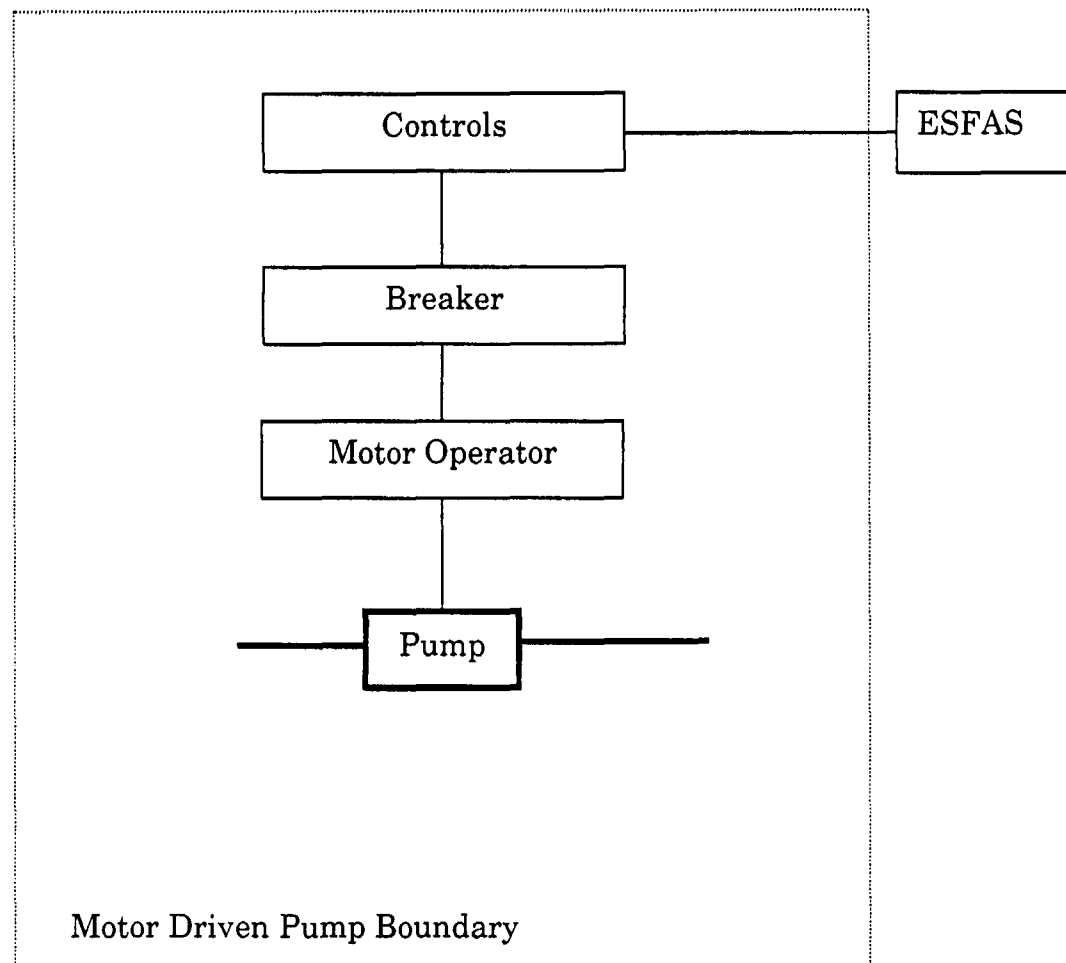 Controls
ESFAS
Breaker
Motor Operator
Pump
Motor Driven Pump Boundary